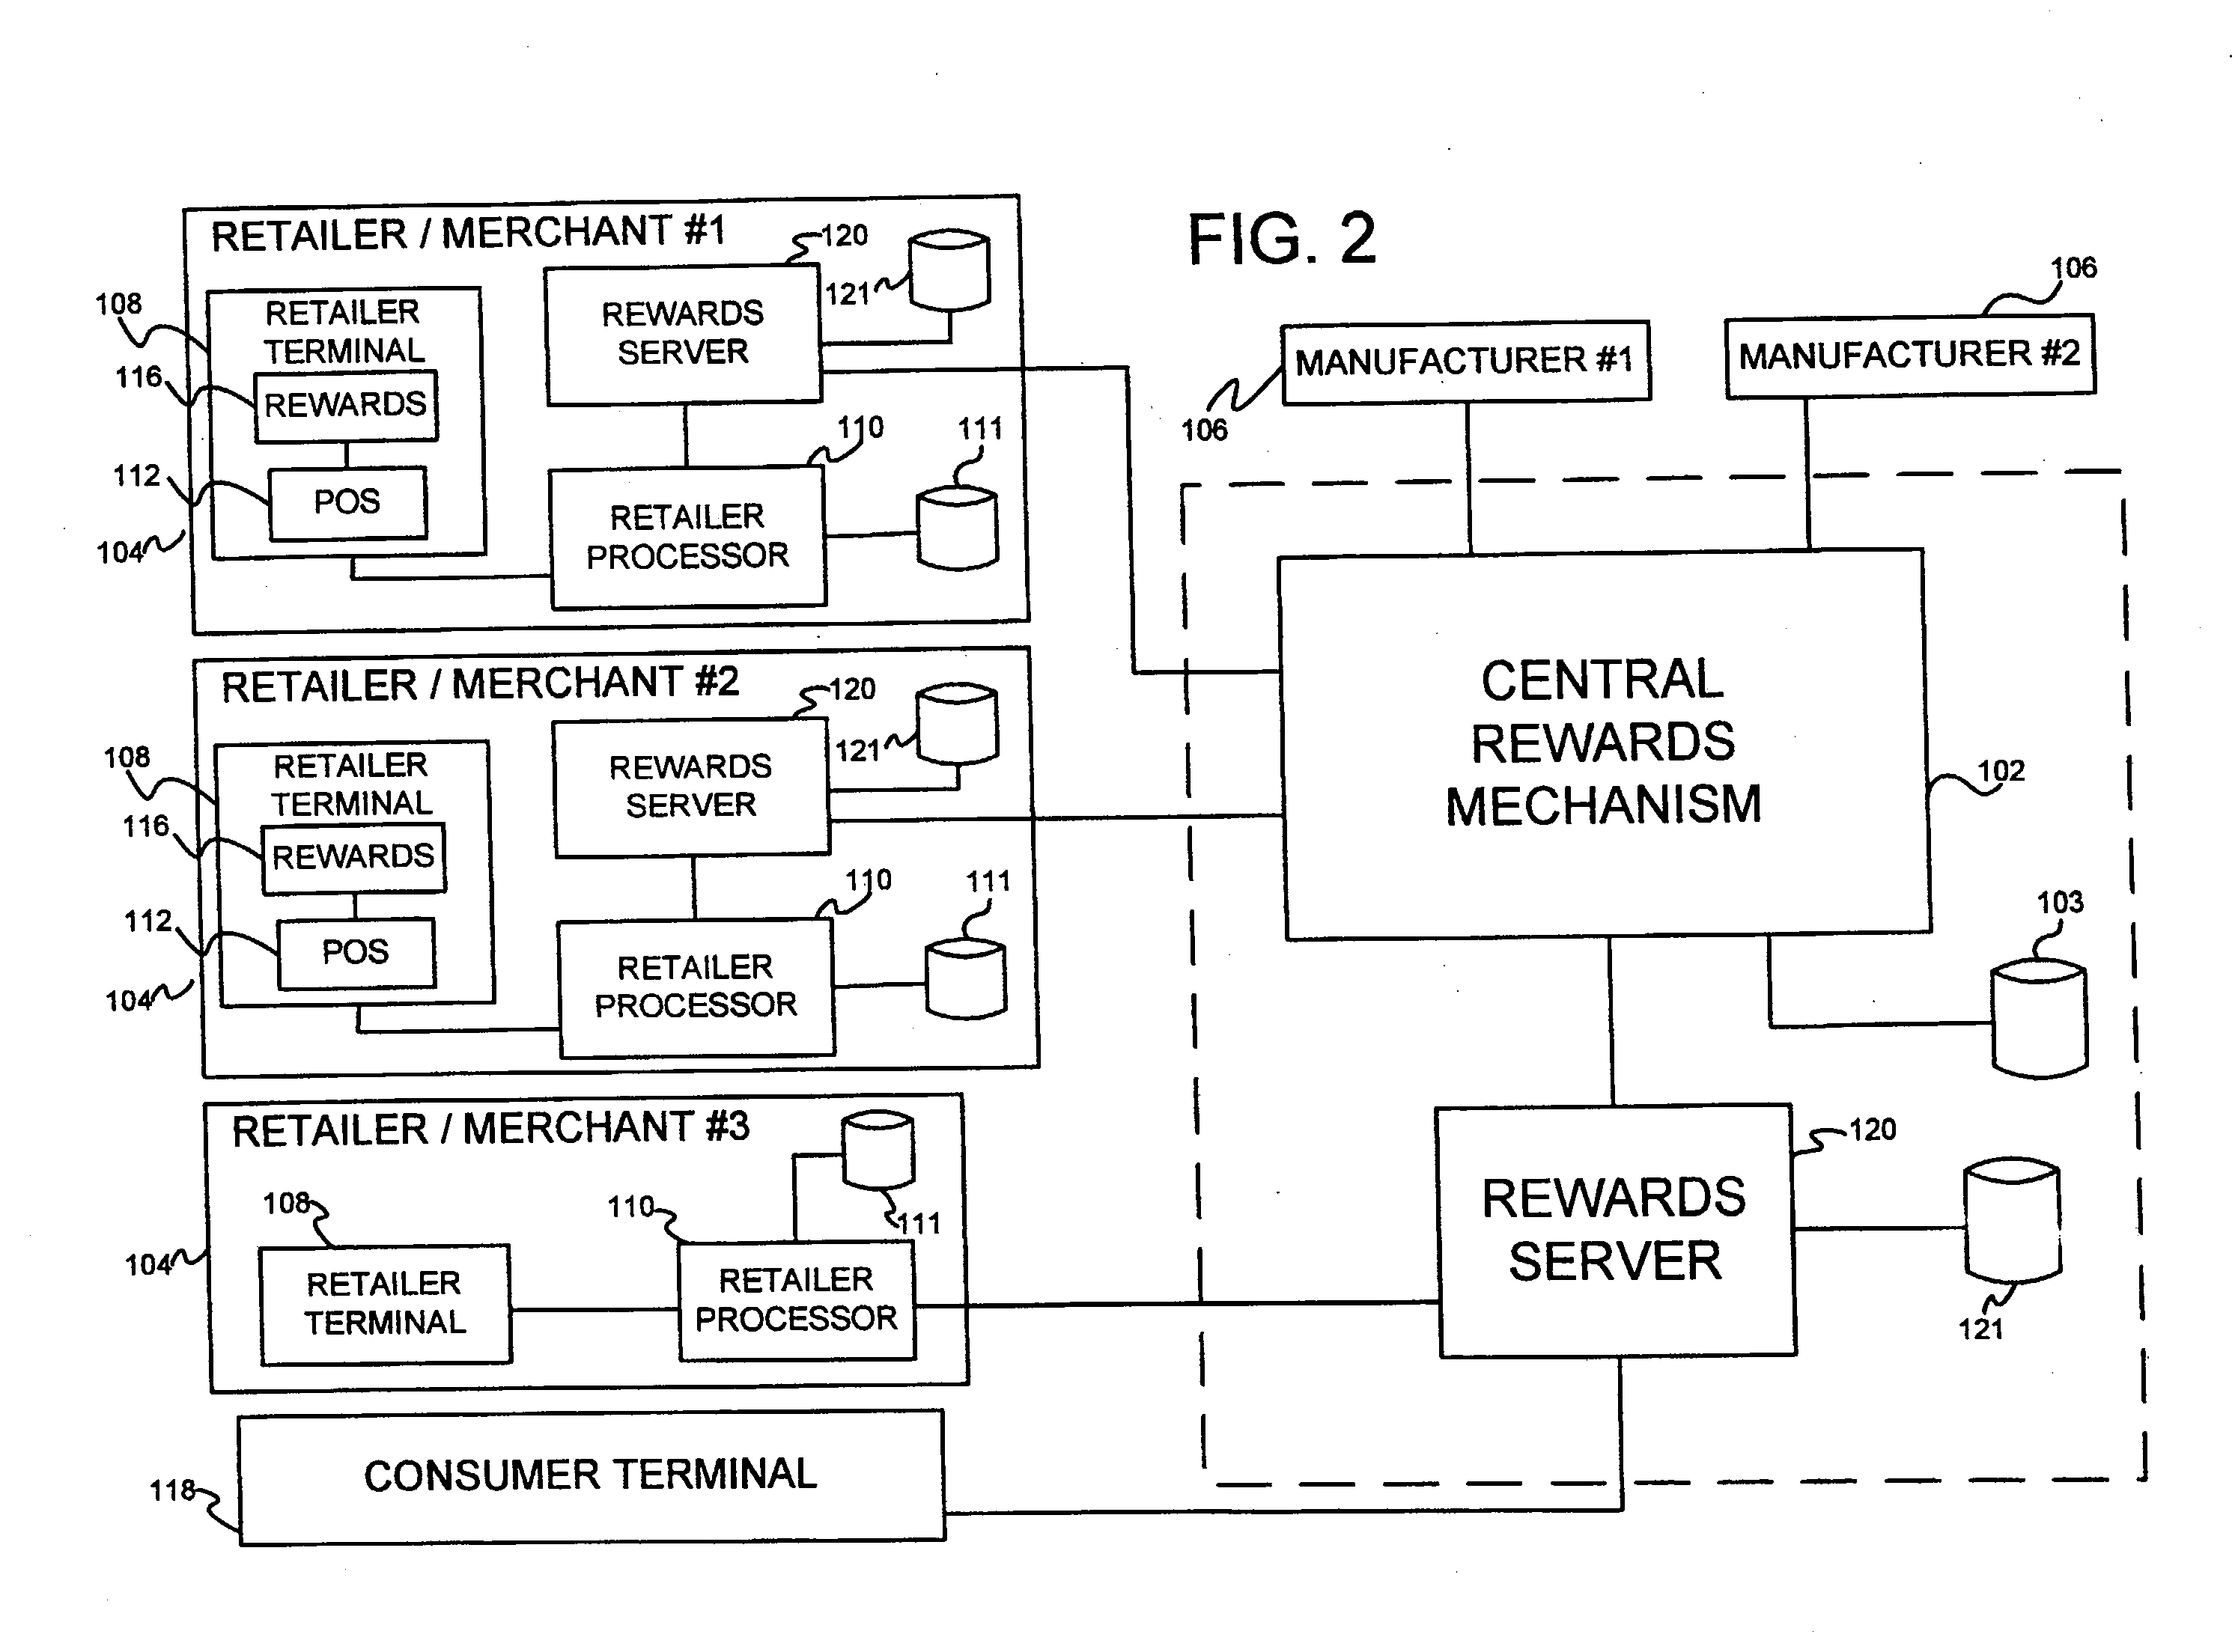 FIG. 2
RETAILER / MERCHANT #1
120
121
108
RETAILER
TERMINAL
116
REWARDS
112
POS
104
REWARDS
SERVER
110
111
RETAILER
PROCESSOR
106
MANUFACTURER #1
106
MANUFACTURER #2
RETAILER / MERCHANT #2
120
121
108
RETAILER
TERMINAL
116
REWARDS
112
POS
104
REWARDS
SERVER
110
111
RETAILER
PROCESSOR
CENTRAL
REWARDS
MECHANISM
102
103
RETAILER / MERCHANT #3
111
108
110
104
RETAILER
TERMINAL
RETAILER
PROCESSOR
120
REWARDS
SERVER
121
CONSUMER TERMINAL
118